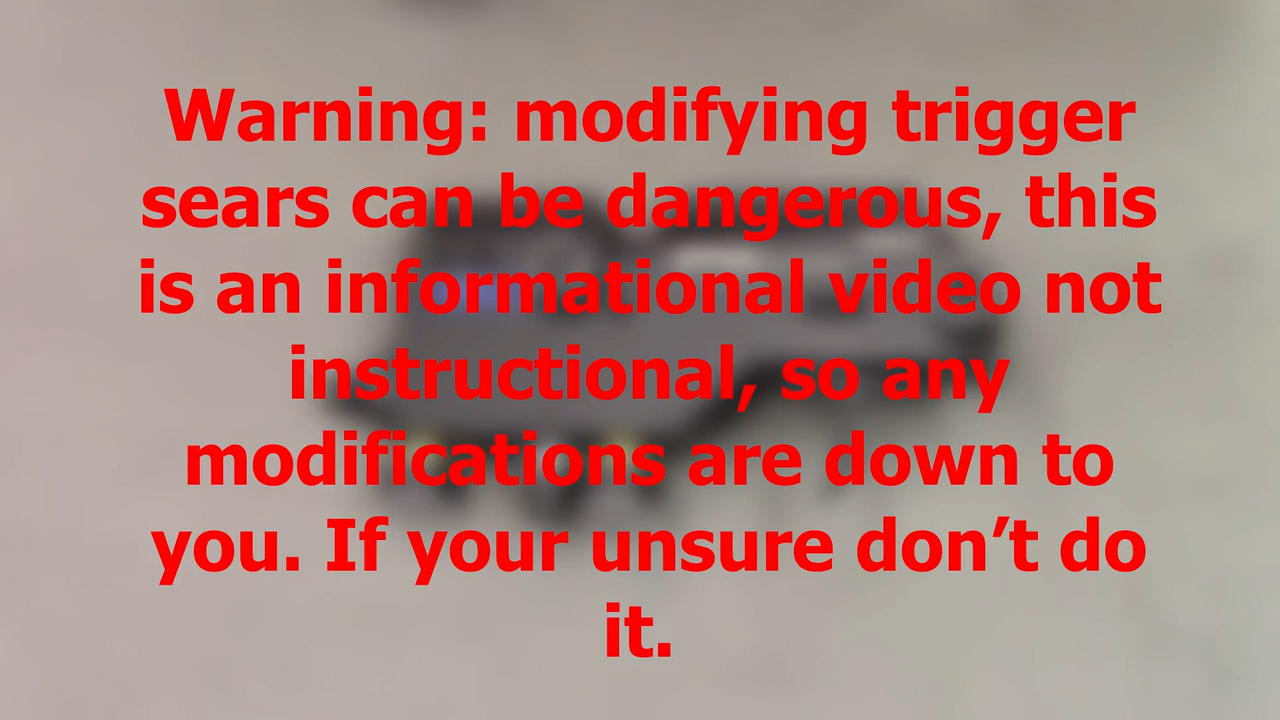 Warning: modifying trigger
sears can be dangerous, this
is an informational video not
instructional, so any
modifications are down to
you. If your unsure don’t do
it.